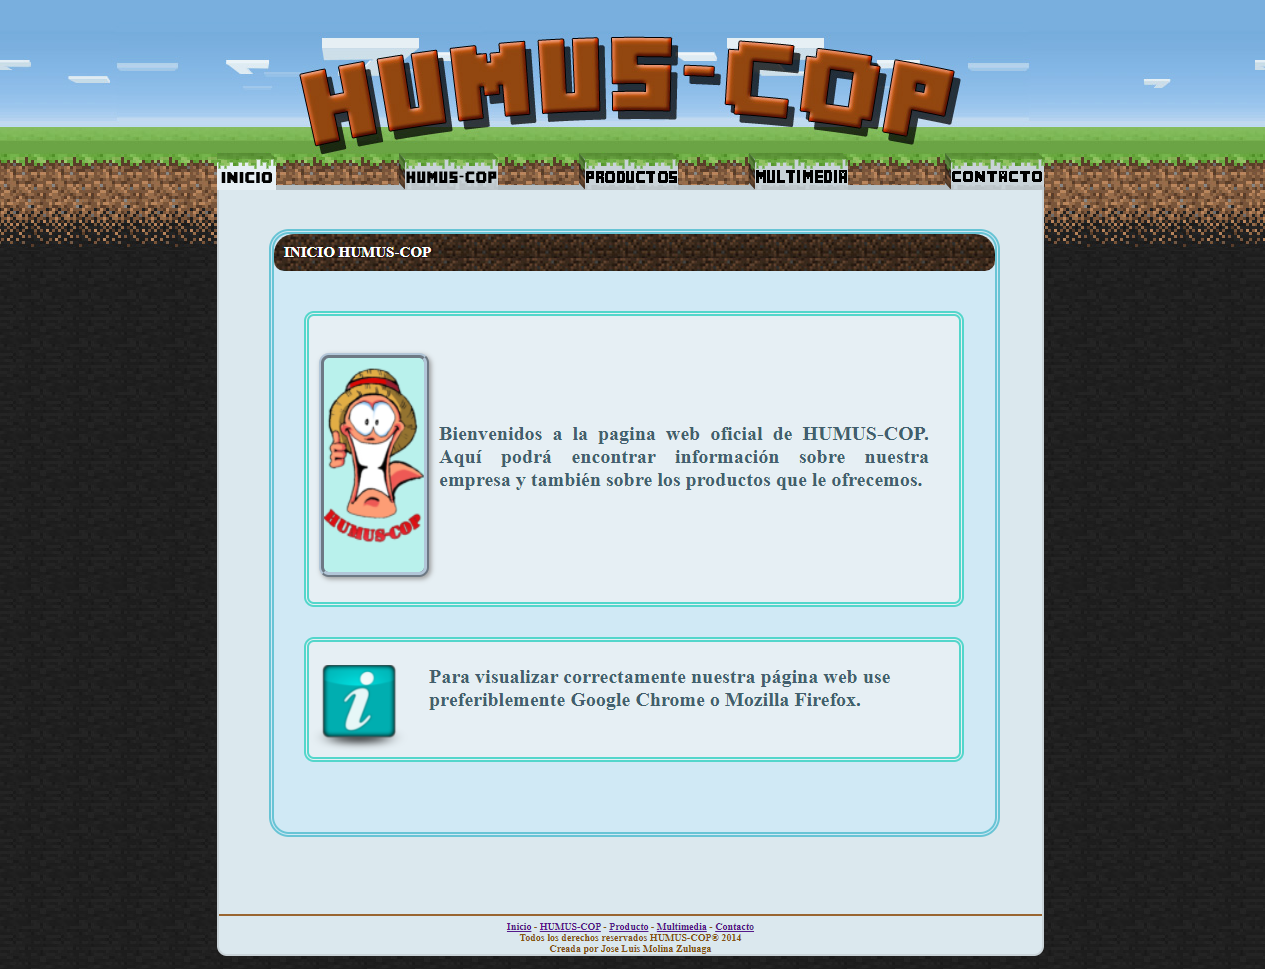 HUMUS-COP
INICIO HUMUS-COP PRODUCTOS MULTIMEDIA CONTACTO
INICIO HUMUS-COP
HUMUS-COP
Bienvenidos a la pagina web oficial de HUMUS-COP.
Aquí podrá encontrar información sobre nuestra
empresa y también sobre los productos que le ofrecemos.
i
Para visualizar correctamente nuestra página web use
preferiblemente Google Chrome o Mozilla Firefox.
Inicio - HUMUS-COP - Producto - Multimedia - Contacto
Todos los derechos reservados HUMUS-COP® 2014
Creada por Jose Luis Molina Zuluaga